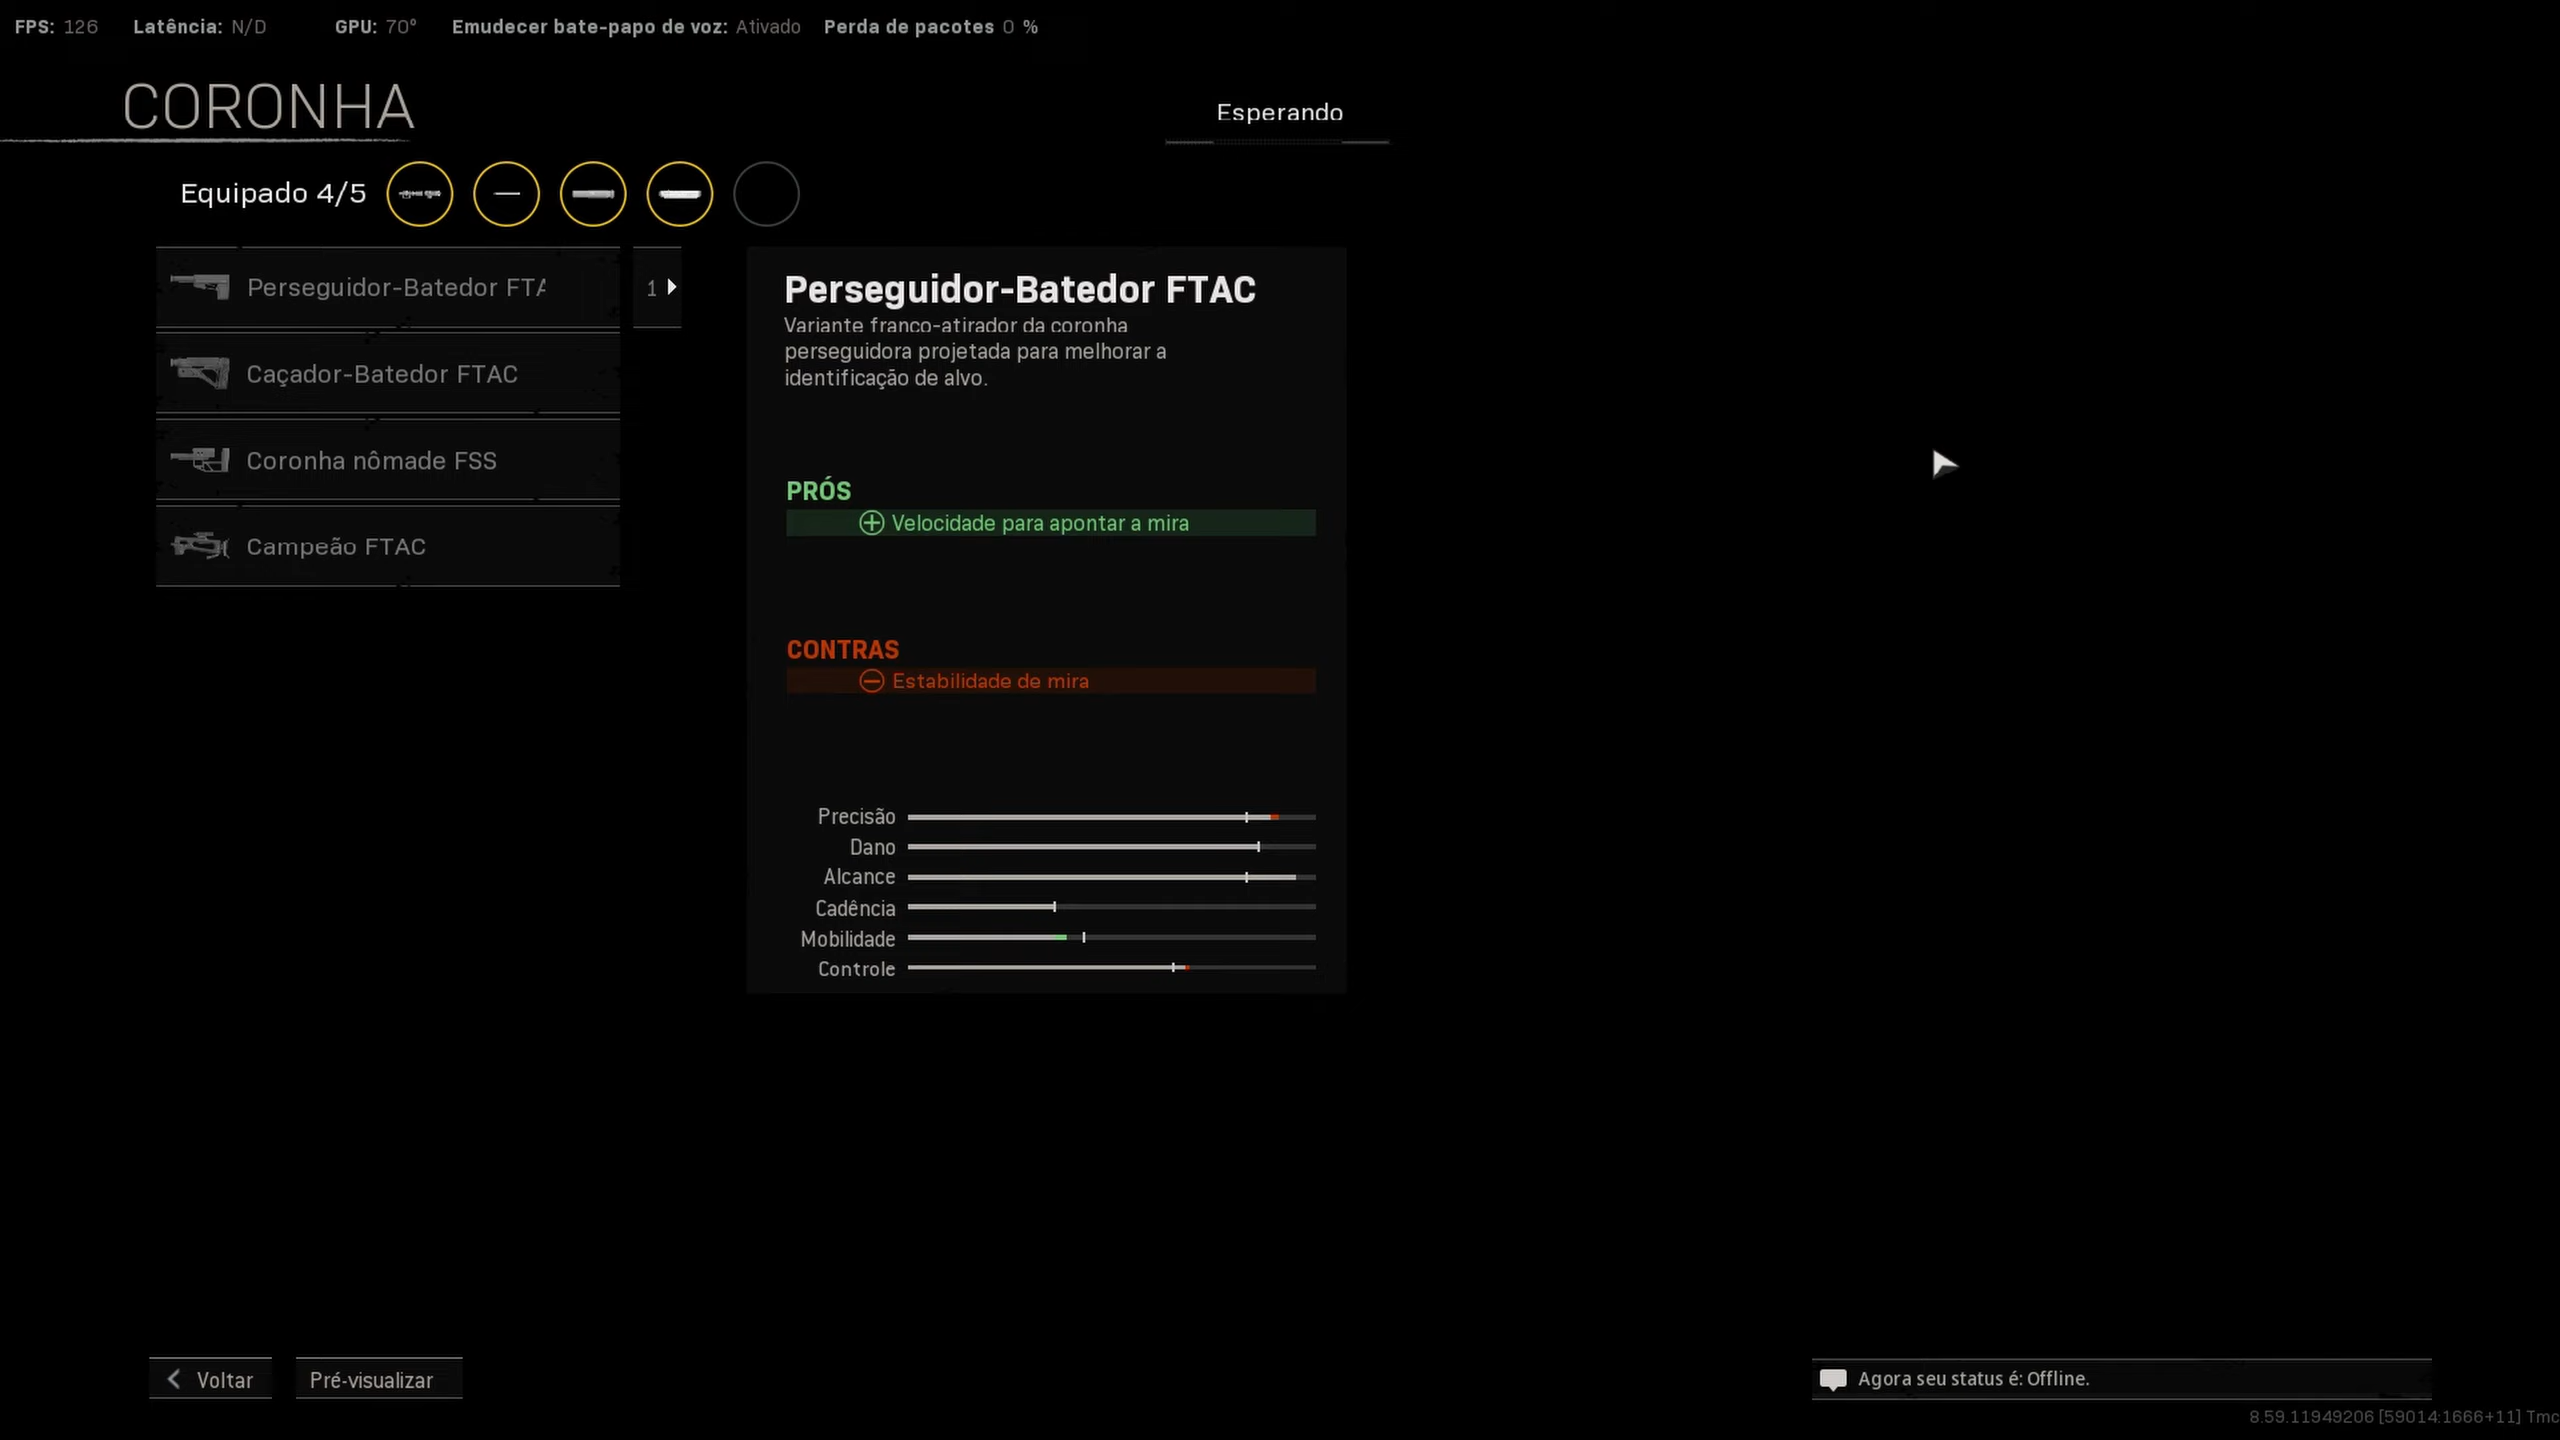 FPS: 126 Latência: N/D GPU: 70° Emudecer bate-papo de voz: Ativado Perda de pacotes 0 %
CORONHA
Esperando
Equipado 4/5
Perseguidor-Batedor FTA
1
Caçador-Batedor FTAC
Coronha nômade FSS
Campeão FTAC
Perseguidor-Batedor FTAC
Variante franco-atirador da coronha
perseguidora projetada para melhorar a
identificação de alvo.
PRÓS
Velocidade para apontar a mira
CONTRAS
Estabilidade de mira
Precisão
Dano
Alcance
Cadência
Mobilidade
Controle
Voltar
Pré-visualizar
Agora seu status é: Offline.
8.59.11949206 [59014:1666+11] Tmc